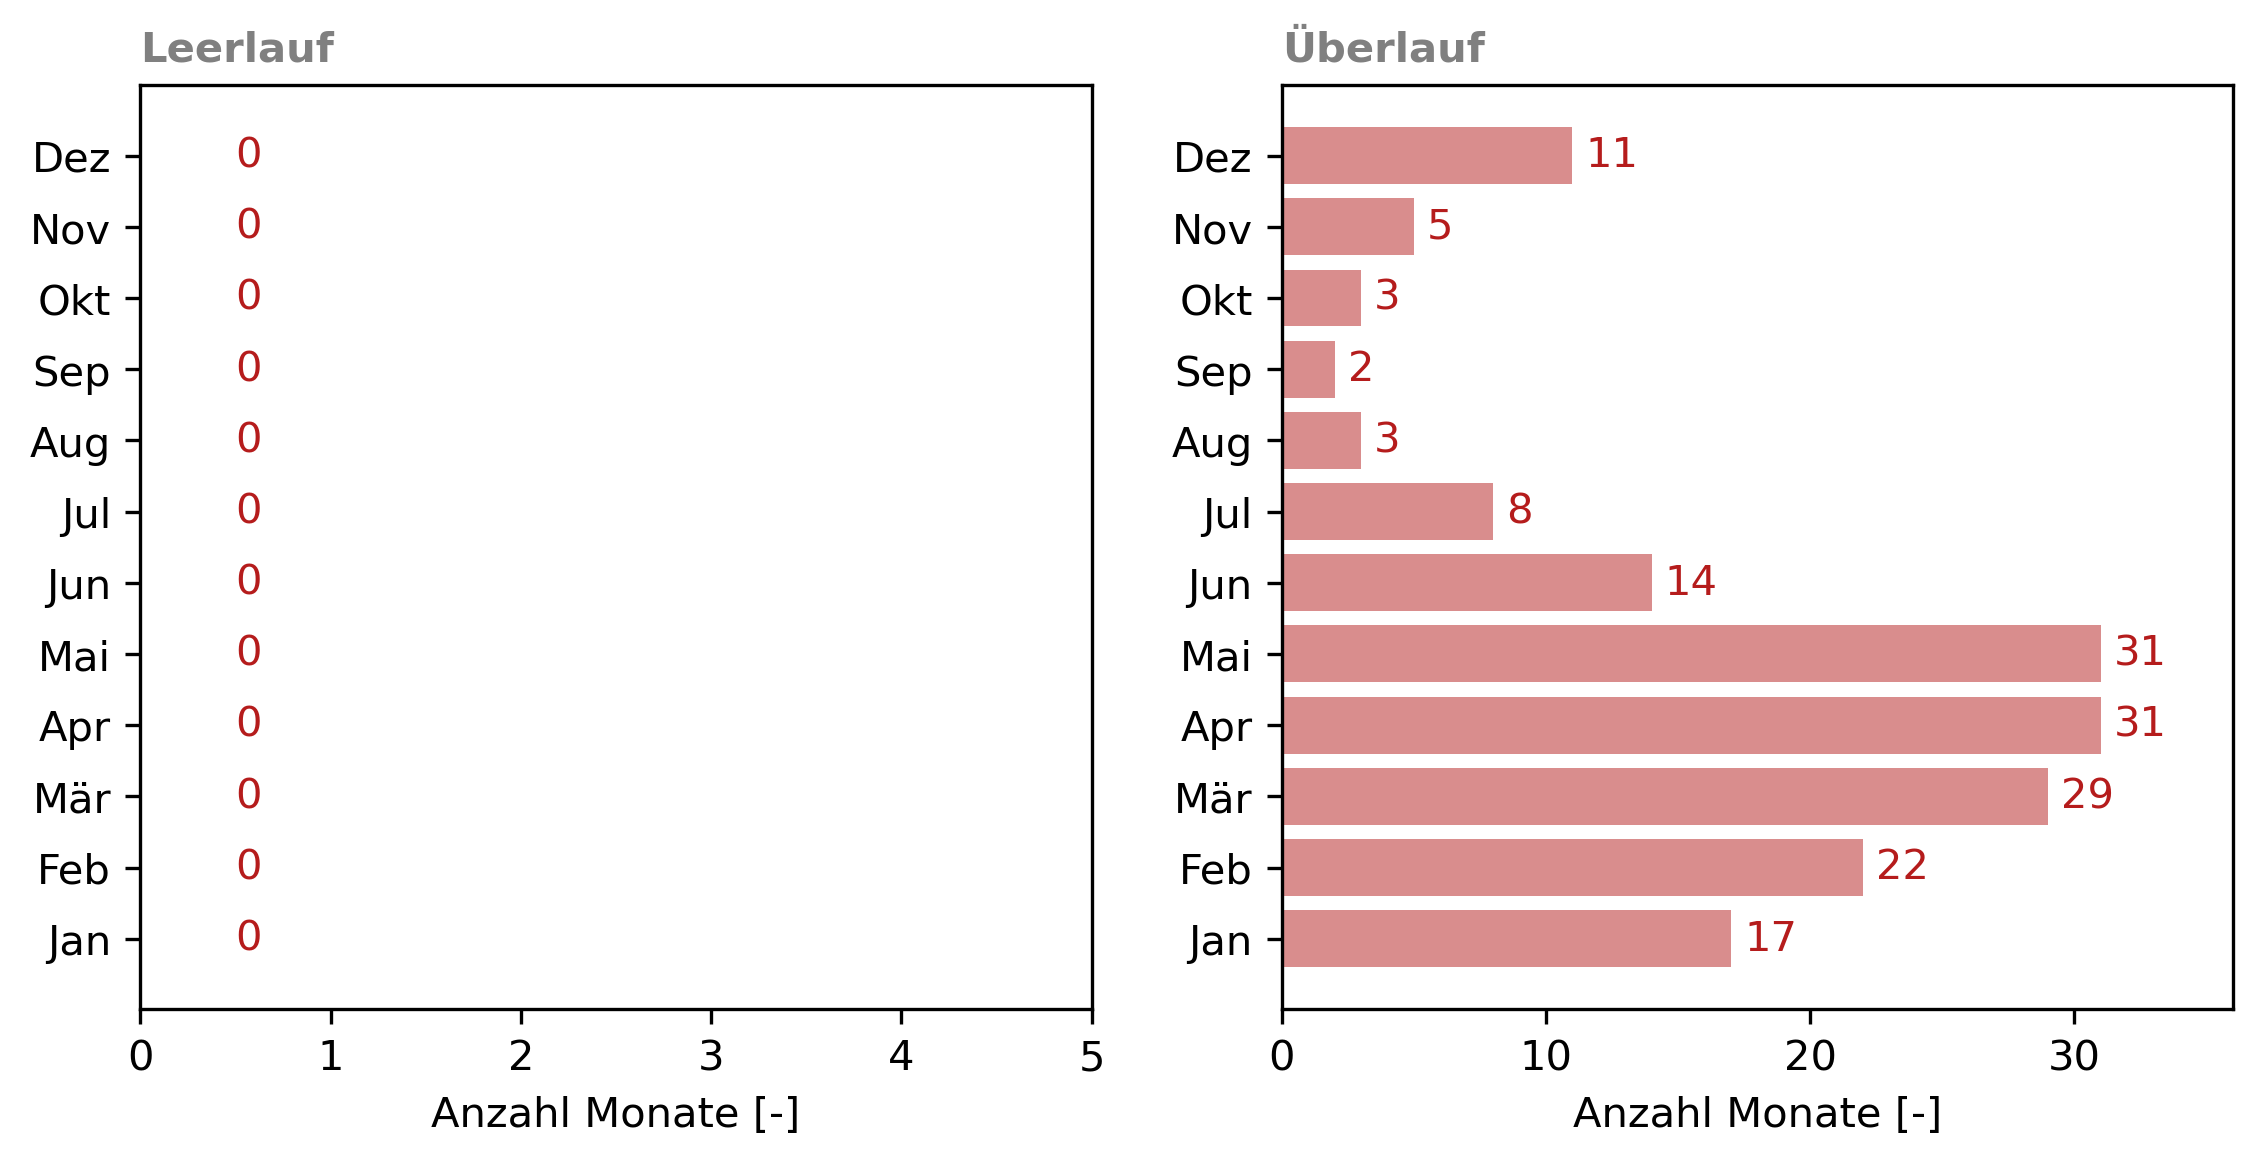 Leerlauf
Dez 0
Nov 0
Okt 0
Sep 0
Aug 0
Jul 0
Jun 0
Mai 0
Apr 0
Mär 0
Feb 0
Jan 0
0 1 2 3 4 5
Anzahl Monate [-]
Überlauf
Dez 11
Nov 5
Okt 3
Sep 2
Aug 3
Jul 8
Jun 14
Mai 31
Apr 31
Mär 29
Feb 22
Jan 17
0 10 20 30
Anzahl Monate [-]